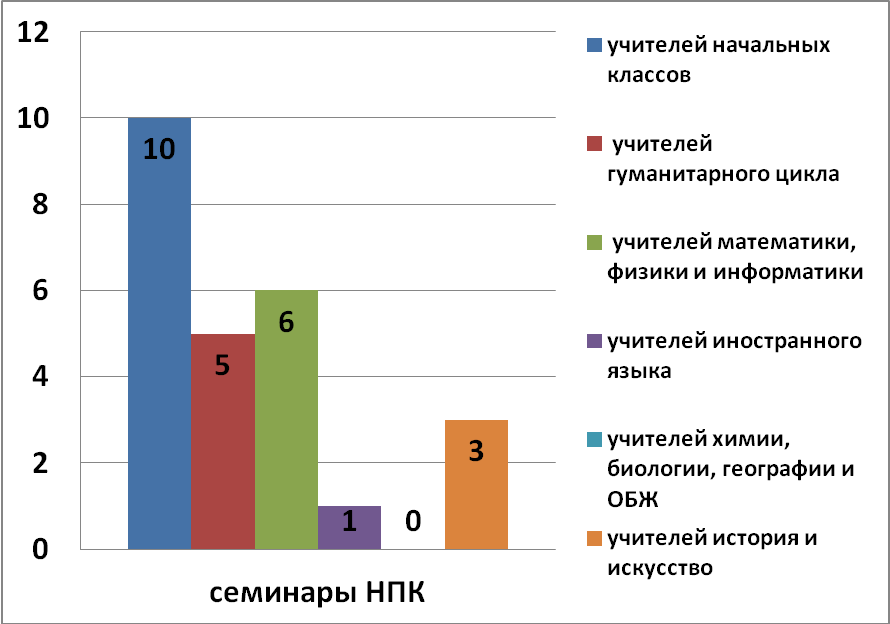 12
10
8
6
4
2
0
10
5
6
1
0
3
семинары НПК
учителей начальных
классов
учителей
гуманитарного цикла
учителей математики,
физики и информатики
учителей иностранного
языка
учителей химии,
биологии, географии и
ОБЖ
учителей история и
искусство